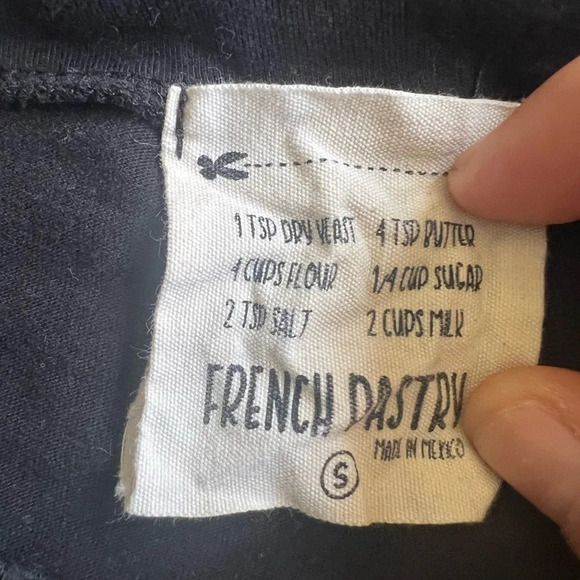 1 TSP DRY YEAST 4 TSP BUTTER
4 CUPS FLOUR 1/4 CUP SUGAR
2 TSP SALT 2 CUPS MILK
FRENCH PASTRY
MADE IN MEXICO
S